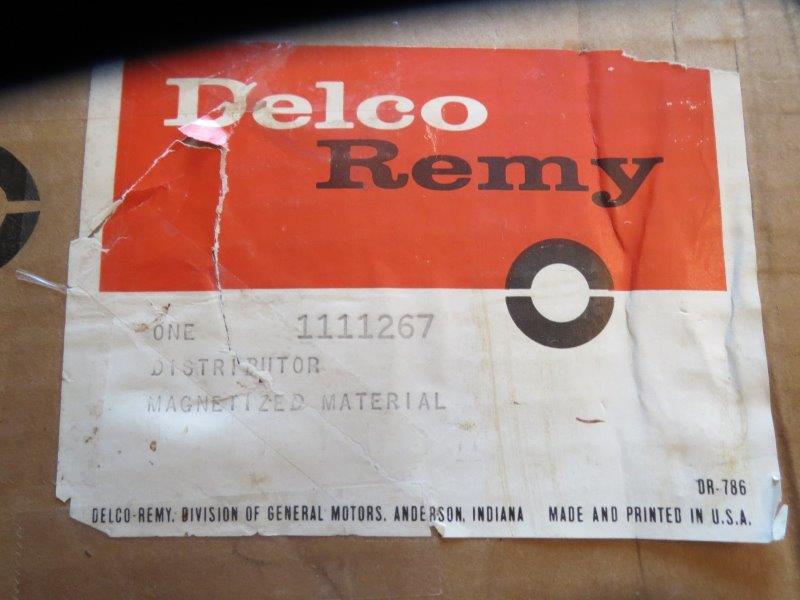 Delco
Remy
ONE 1111267
DISTRIBUTOR
MAGNETIZED MATERIAL
DR-786
DELCO-REMY, DIVISION OF GENERAL MOTORS, ANDERSON, INDIANA MADE AND PRINTED IN U.S.A.